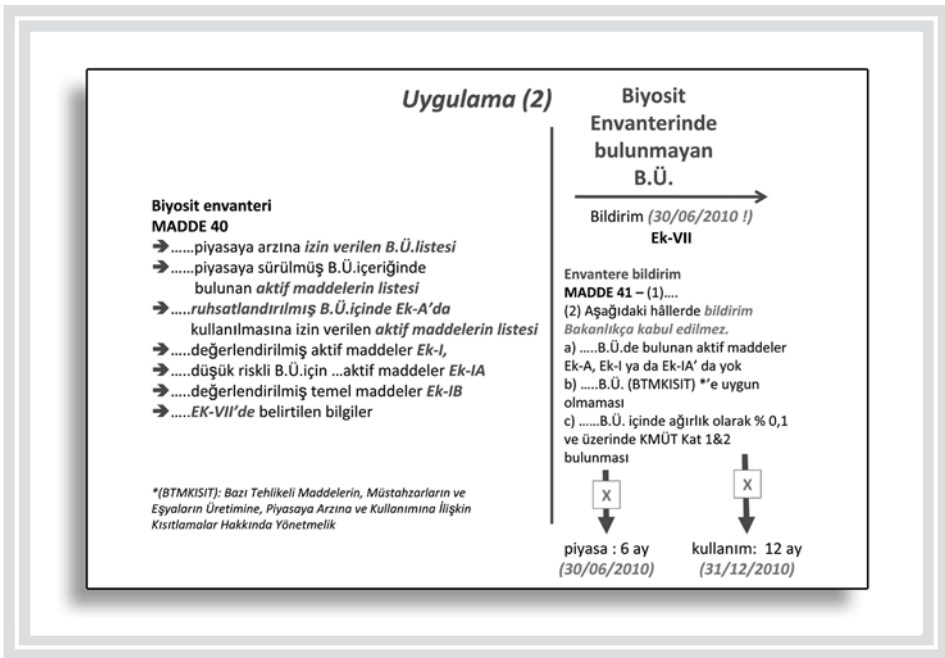 Uygulama (2)
Biyosit envanteri
MADDE 40
➔ ......piyasaya arzına izin verilen B.Ü.listesi
➔ ......piyasaya sürülmüş B.Ü.içeriğinde
bulunan aktif maddelerin listesi
➔ .....ruhsatlandırılmış B.Ü.içinde Ek-A’da
kullanılmasına izin verilen aktif maddelerin listesi
➔ .....değerlendirilmiş aktif maddeler Ek-I,
➔ .....düşük riskli B.Ü.için ...aktif maddeler Ek-IA
➔ .....değerlendirilmiş temel maddeler Ek-IB
➔ .....EK-VII’de belirtilen bilgiler
*(BTMKISIT): Bazı Tehlikeli Maddelerin, Müstahzarların ve
Eşyaların Üretimine, Piyasaya Arzına ve Kullanımına İlişkin
Kısıtlamalar Hakkında Yönetmelik
Biyosit
Envanterinde
bulunmayan
B.Ü.
Bildirim (30/06/2010 !)
Ek-VII
Envantere bildirim
MADDE 41 – (1)....
(2) Aşağıdaki hâllerde bildirim
Bakanlıkça kabul edilmez.
a) .....B.Ü.de bulunan aktif maddeler
Ek-A, Ek-I ya da Ek-IA’ da yok
b) .....B.Ü. (BTMKISIT) *’e uygun
olmaması
c) ......B.Ü. içinde ağırlık olarak % 0,1
ve üzerinde KMÜT Kat 1&2
bulunması
X X
piyasa : 6 ay kullanım: 12 ay
(30/06/2010) (31/12/2010)